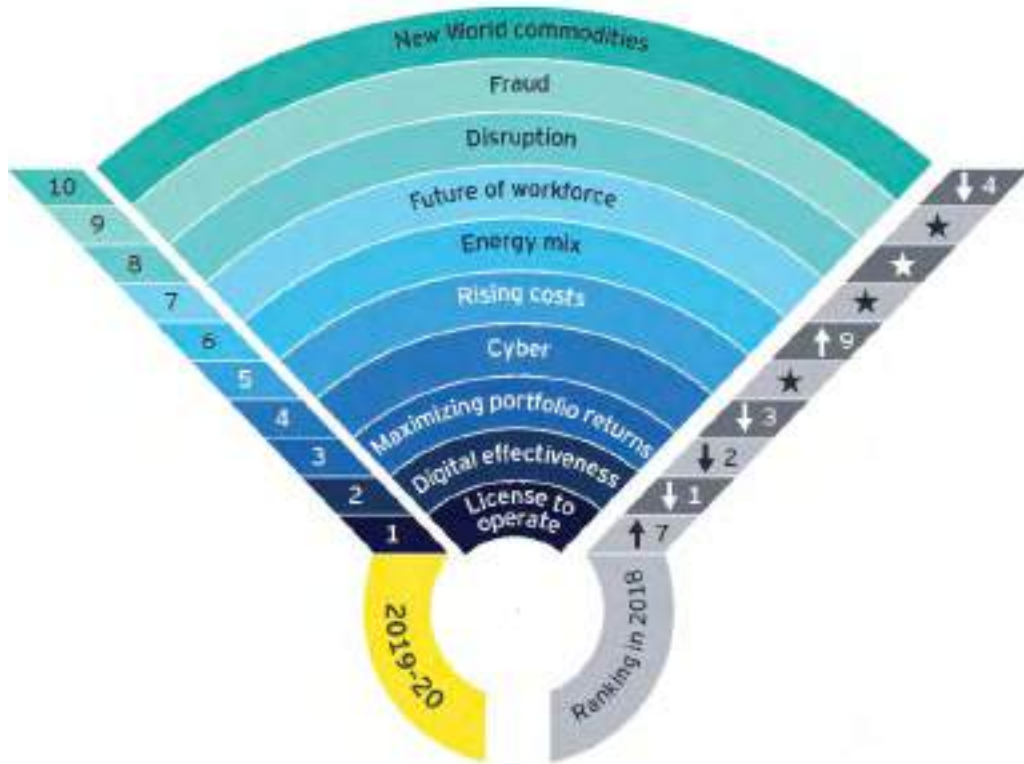 New World commodities
Fraud
Disruption
Future of workforce
Energy mix
Rising costs
Cyber
Maximizing portfolio returns
Digital effectiveness
License to
operate
10
9
8
7
6
5
4
3
2
1
2019-20
↓ 4
★
★
★
↑ 9
★
↓ 3
↓ 2
↓ 1
↑ 7
Ranking in 2018